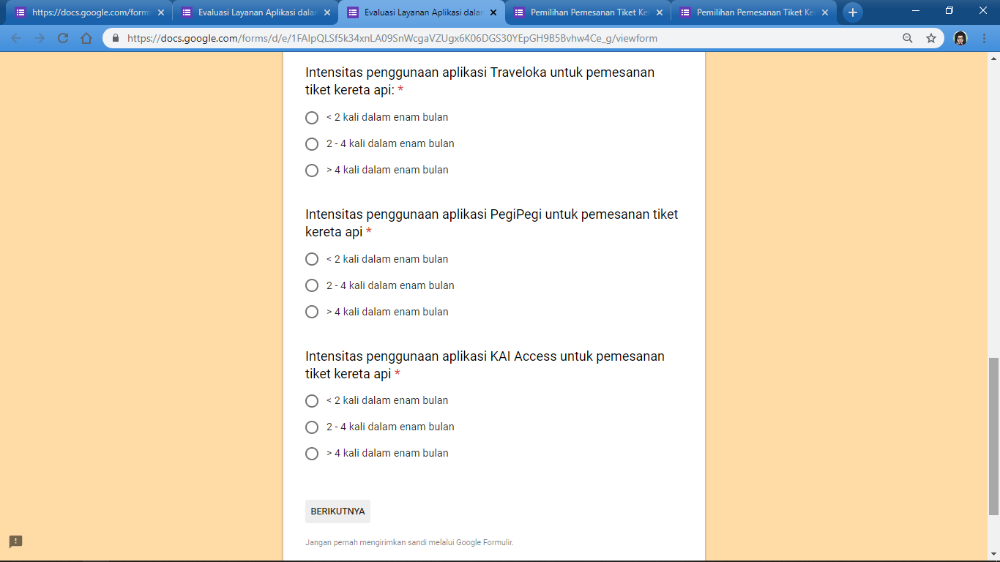 https://docs.google.com/forms
Evaluasi Layanan Aplikasi dalam
Evaluasi Layanan Aplikasi dalam
Pemilihan Pemesanan Tiket Ke
Pemilihan Pemesanan Tiket Ke
https://docs.google.com/forms/d/e/1FAIpQLSf5k34xnLA09SnWcgaVZUgx6K06DGS30YEpGH9B5Bvhw4Ce_g/viewform
Intensitas penggunaan aplikasi Traveloka untuk pemesanan
tiket kereta api: *
< 2 kali dalam enam bulan
2 - 4 kali dalam enam bulan
> 4 kali dalam enam bulan
Intensitas penggunaan aplikasi PegiPegi untuk pemesanan tiket
kereta api *
< 2 kali dalam enam bulan
2 - 4 kali dalam enam bulan
> 4 kali dalam enam bulan
Intensitas penggunaan aplikasi KAI Access untuk pemesanan
tiket kereta api *
< 2 kali dalam enam bulan
2 - 4 kali dalam enam bulan
> 4 kali dalam enam bulan
BERIKUTNYA
Jangan pernah mengirimkan sandi melalui Google Formulir.